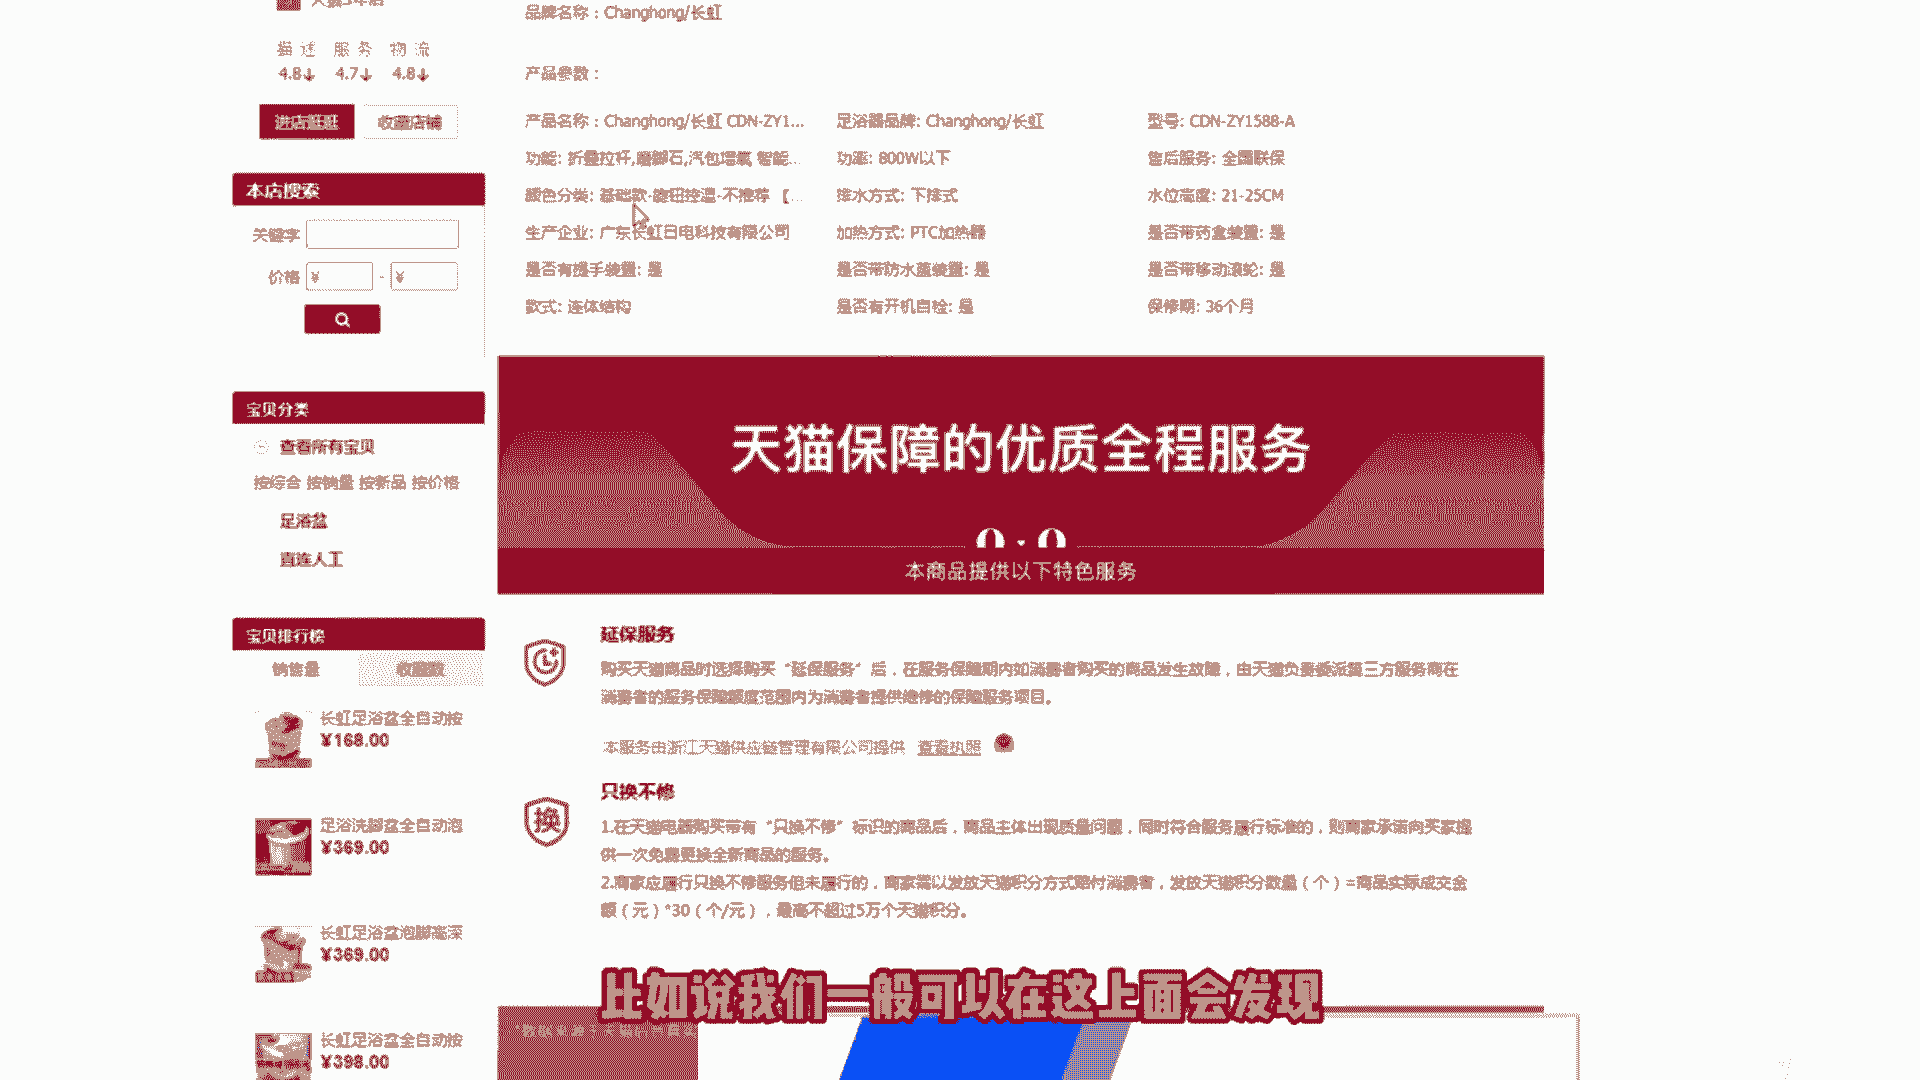 描 述 服 务 物 流
4.8↓ 4.7↓ 4.8↓
进店逛逛 收藏店铺
本店搜索
关键字
价格 ¥ - ¥
宝贝分类
查看所有宝贝
按综合 按销量 按新品 按价格
足浴盆
直连人工
宝贝排行榜
销售量 收藏数
长虹足浴盆全自动按
¥168.00
足浴洗脚盆全自动泡
¥369.00
长虹足浴盆泡脚高深
¥369.00
长虹足浴盆全自动按
¥398.00
品牌名称：Changhong/长虹
产品参数：
产品名称：Changhong/长虹 CDN-ZY1... 足浴器品牌: Changhong/长虹 型号: CDN-ZY1588-A
功能: 折叠拉杆,磨脚石,汽包增氧 智能... 功率: 800W以下 售后服务: 全国联保
颜色分类: 基础款-旋钮控温-不推荐 【... 排水方式: 下排式 水位高度: 21-25CM
生产企业: 广东长虹日电科技有限公司 加热方式: PTC加热器 是否带药盒装置: 是
是否有提手装置: 是 是否带防水盖装置: 是 是否带移动滚轮: 是
款式: 连体结构 是否有开机自检: 是 保修期: 36个月
天猫保障的优质全程服务
本商品提供以下特色服务
延保服务
购买天猫商品时选择购买“延保服务”后，在服务保障期内如消费者购买的商品发生故障，由天猫负责委派第三方服务商在
消费者的服务保障额度范围内为消费者提供维修的保障服务项目。
本服务由浙江天猫供应链管理有限公司提供 查看执照
只换不修
换
1.在天猫电器购买带有“只换不修”标识的商品后，商品主体出现质量问题，同时符合服务履行标准的，则商家承诺向买家提
供一次免费更换全新商品的服务。
2.商家应履行只换不修服务但未履行的，商家需以发放天猫积分方式赔付消费者，发放天猫积分数量（个）=商品实际成交金
额（元）*30（个/元），最高不超过5万个天猫积分。
比如说我们一般可以在这上面会发现